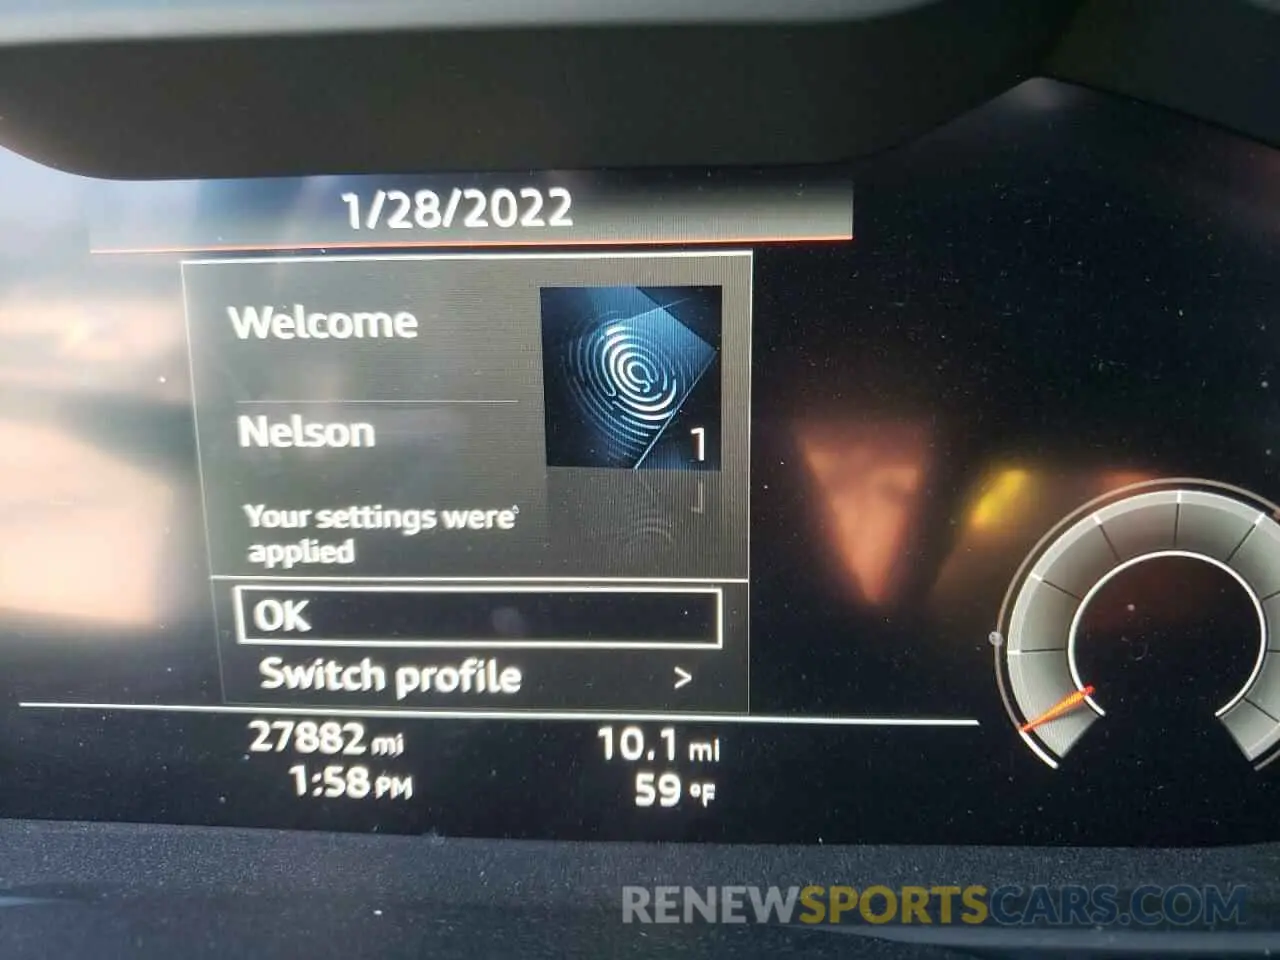 1/28/2022
Welcome
1
Nelson
Your settings were
applied
OK
Switch profile >
27882 mi 10.1 mi
1:58 PM 59 °F
RENEWSPORTSCARS.COM